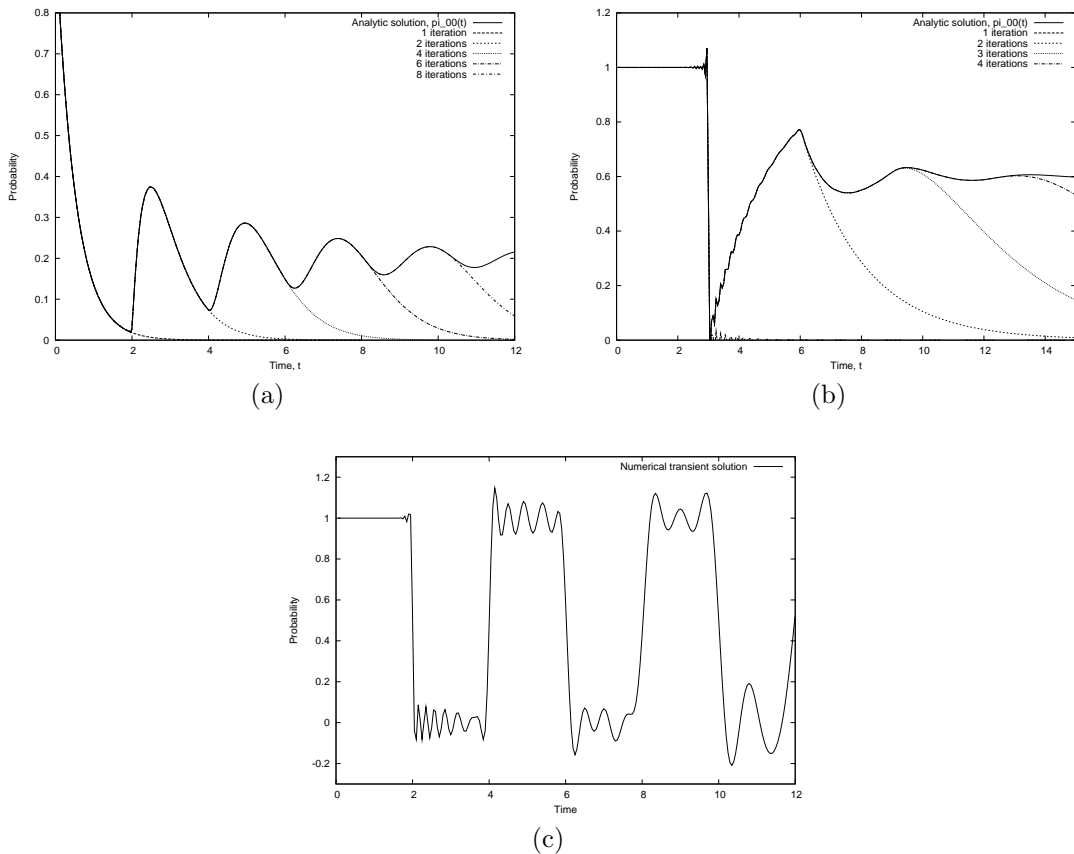 0.8
0.7
0.6
0.5
0.4
0.3
0.2
0.1
0
Probability
0 2 4 6 8 10 12
Time, t
Analytic solution, pi_00(t)
1 iteration
2 iterations
4 iterations
6 iterations
8 iterations
(a)
1.2
1
0.8
0.6
0.4
0.2
0
Probability
0 2 4 6 8 10 12 14
Time, t
Analytic solution, pi_00(t)
1 iteration
2 iterations
3 iterations
4 iterations
(b)
1.2
1
0.8
0.6
0.4
0.2
0
-0.2
Probability
0 2 4 6 8 10 12
Time
Numerical transient solution
(c)